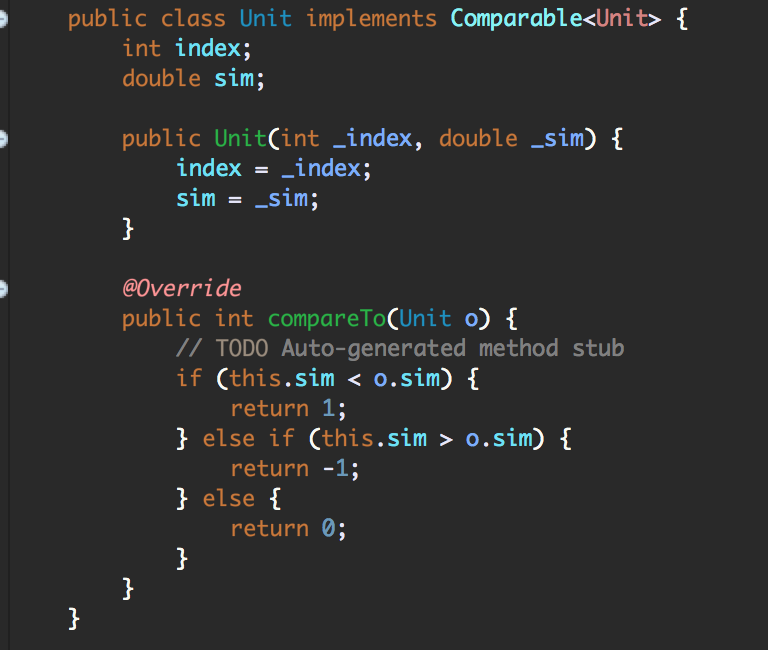 public class Unit implements Comparable<Unit> {
    int index;
    double sim;

    public Unit(int _index, double _sim) {
        index = _index;
        sim = _sim;
    }

    @Override
    public int compareTo(Unit o) {
        // TODO Auto-generated method stub
        if (this.sim < o.sim) {
            return 1;
        } else if (this.sim > o.sim) {
            return -1;
        } else {
            return 0;
        }
    }
}